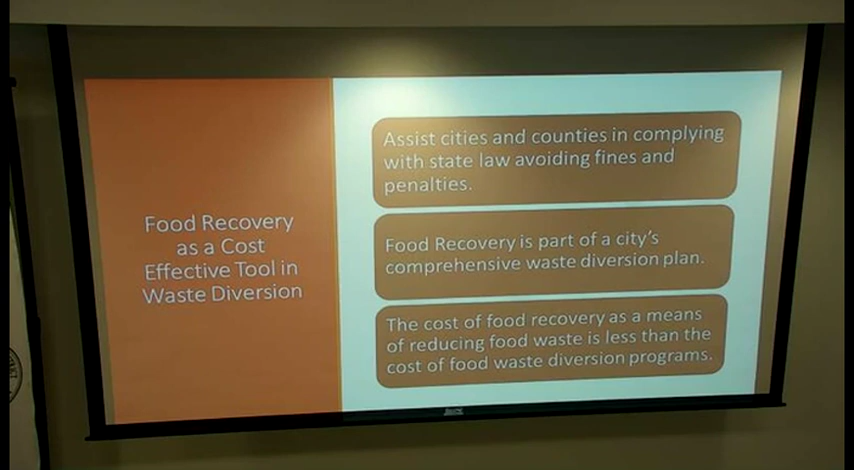 Food Recovery
as a Cost
Effective Tool in
Waste Diversion
Assist cities and counties in complying
with state law avoiding fines and
penalties.
Food Recovery is part of a city's
comprehensive waste diversion plan.
The cost of food recovery as a means
of reducing food waste is less than the
cost of food waste diversion programs.